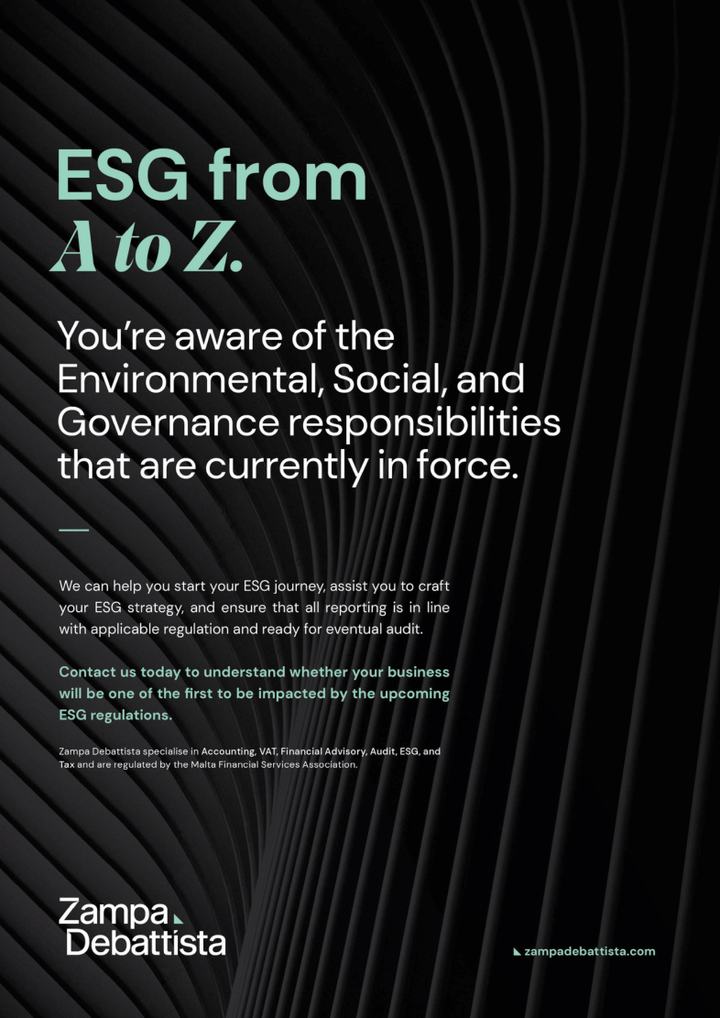 ESG from
A to Z.
You’re aware of the
Environmental, Social, and
Governance responsibilities
that are currently in force.
We can help you start your ESG journey, assist you to craft
your ESG strategy, and ensure that all reporting is in line
with applicable regulation and ready for eventual audit.
Contact us today to understand whether your business
will be one of the first to be impacted by the upcoming
ESG regulations.
Zampa Debattista specialise in Accounting, VAT, Financial Advisory, Audit, ESG, and
Tax and are regulated by the Malta Financial Services Association.
Zampa
Debattista
zampadebattista.com